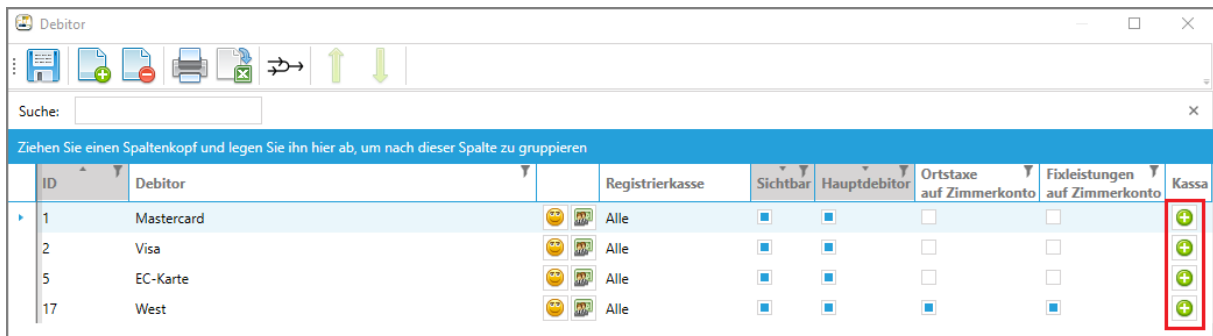 Debitor
Suche:
Ziehen Sie einen Spaltenkopf und legen Sie ihn hier ab, um nach dieser Spalte zu gruppieren
ID Debitor Registrierkasse Sichtbar Hauptdebitor Ortstaxe auf Zimmerkonto Fixleistungen auf Zimmerkonto Kassa
1 Mastercard Alle
2 Visa Alle
5 EC-Karte Alle
17 West Alle